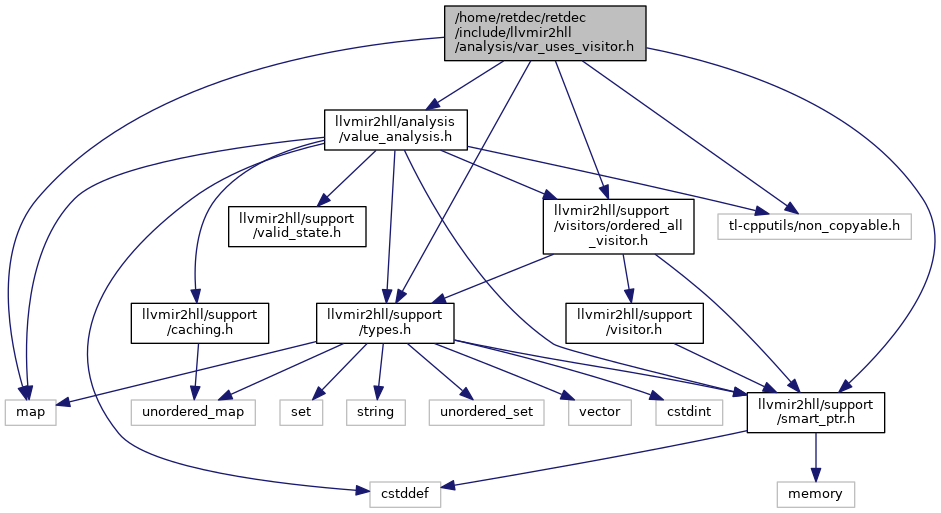 /home/retdec/retdec
/include/llvmir2hll
/analysis/var_uses_visitor.h
llvmir2hll/analysis
/value_analysis.h
llvmir2hll/support
/valid_state.h
llvmir2hll/support
/visitors/ordered_all
_visitor.h
tl-cpputils/non_copyable.h
llvmir2hll/support
/caching.h
llvmir2hll/support
/types.h
llvmir2hll/support
/visitor.h
map
unordered_map
set
string
unordered_set
vector
cstdint
llvmir2hll/support
/smart_ptr.h
cstddef
memory